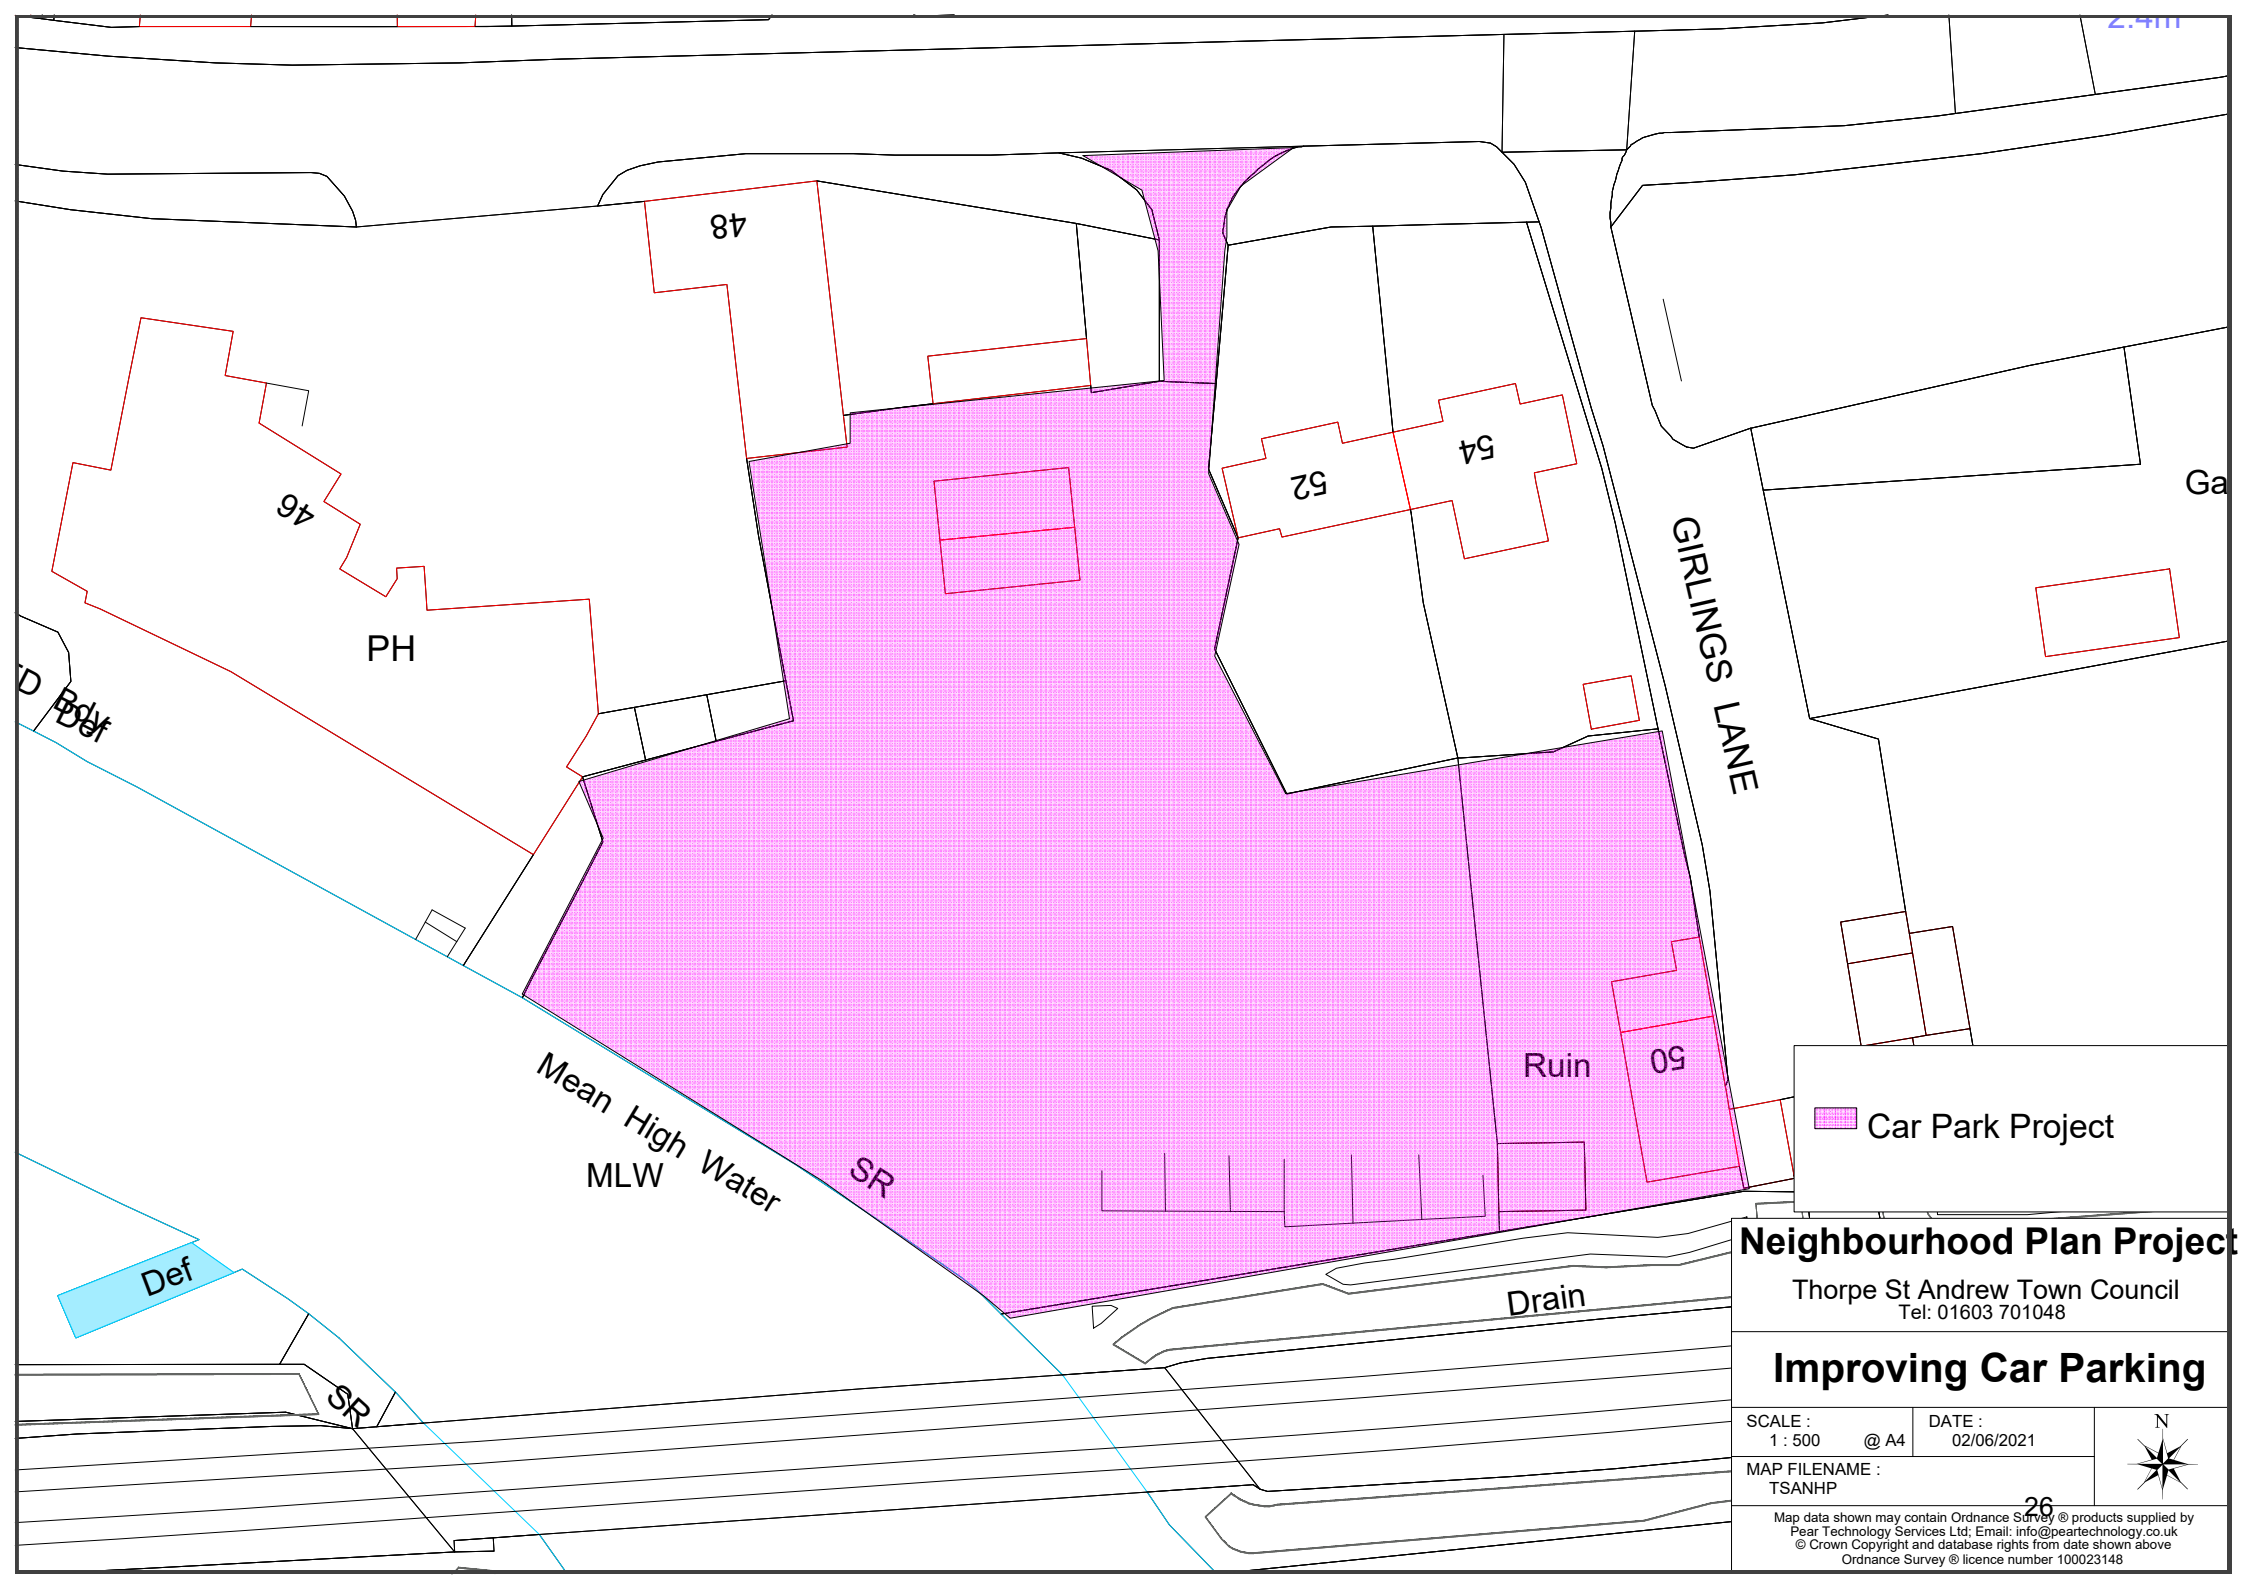 2.4m
48
46
52
54
Ga
GIRLINGS LANE
PH
D Bdy
Def
Ruin
50
Mean High Water
MLW
SR
Def
SR
Drain
Car Park Project
Neighbourhood Plan Project
Thorpe St Andrew Town Council
Tel: 01603 701048
Improving Car Parking
SCALE :
1 : 500 @ A4
DATE :
02/06/2021
N
MAP FILENAME :
TSANHP
26
Map data shown may contain Ordnance Survey ® products supplied by
Pear Technology Services Ltd; Email: info@peartechnology.co.uk
© Crown Copyright and database rights from date shown above
Ordnance Survey ® licence number 100023148